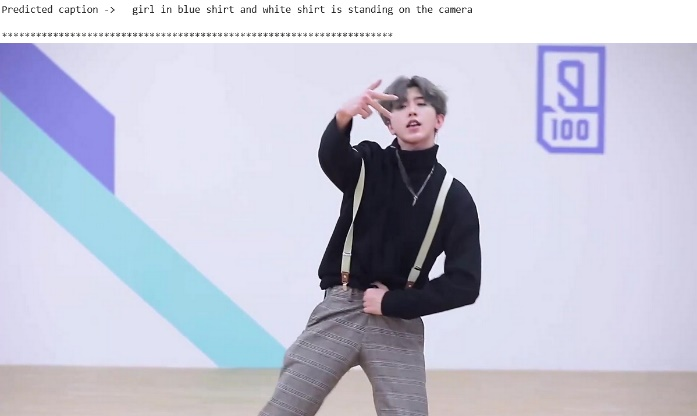 Predicted caption -> girl in blue shirt and white shirt is standing on the camera
*********************************************************************
100